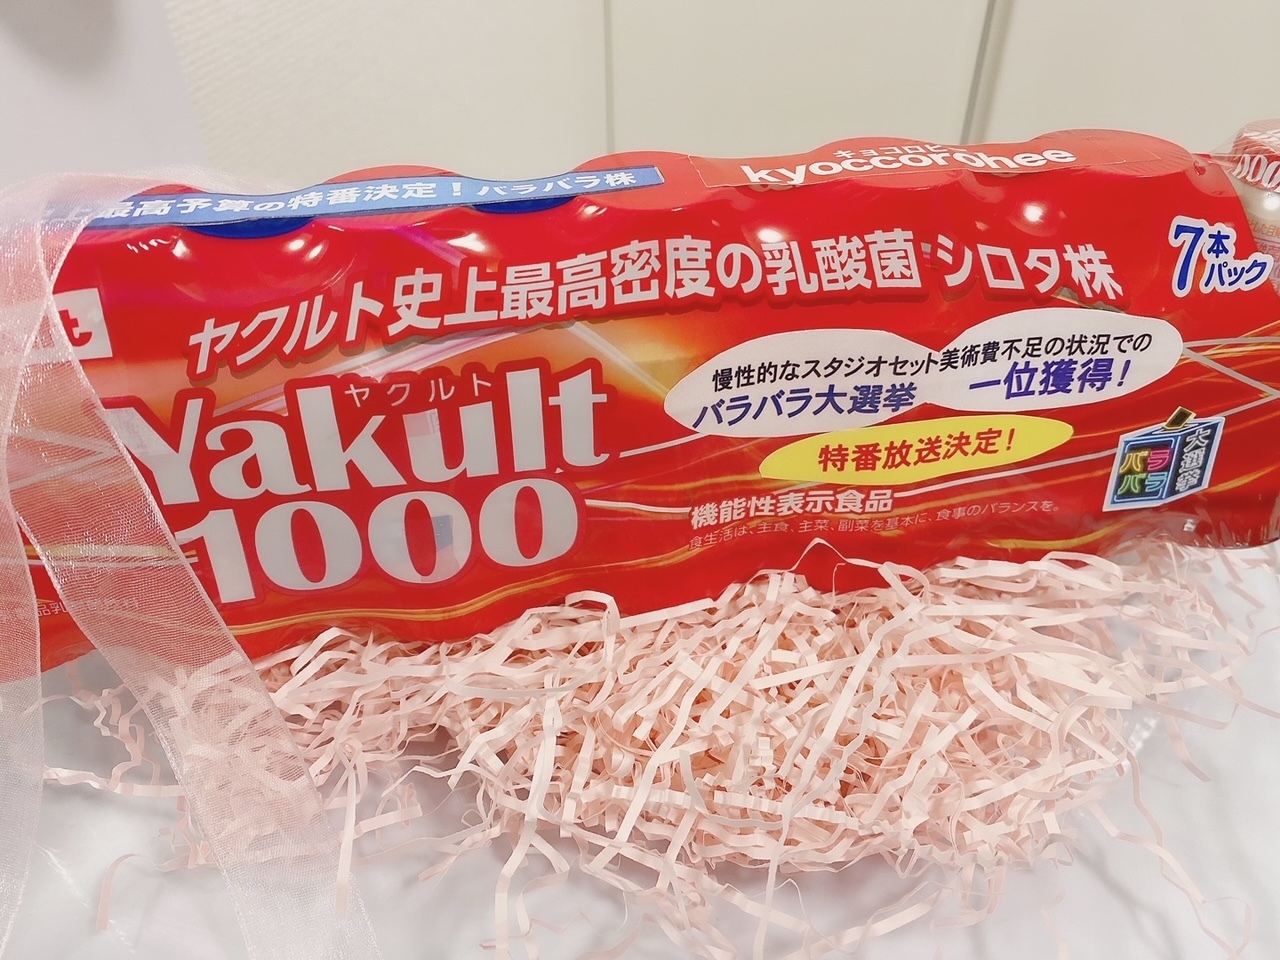 最高予算の特番決定！バラバラ株
キョコロヒー
kyoccorohee
7本パック
ヤクルト史上最高密度の乳酸菌 シロタ株
ヤクルト
Yakult
1000
慢性的なスタジオセット美術費不足の状況での
バラバラ大選挙 一位獲得！
特番放送決定！
バラバラ
大選挙
機能性表示食品
食生活は、主食、主菜、副菜を基本に、食事のバランスを。